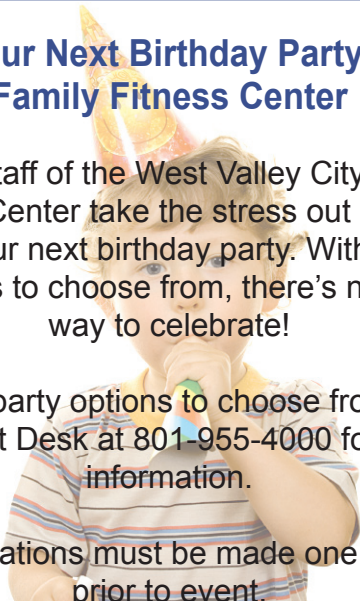 ur Next Birthday Party
Family Fitness Center
taff of the West Valley City
Center take the stress out
ur next birthday party. With
s to choose from, there's n
way to celebrate!
party options to choose fro
t Desk at 801-955-4000 fo
information.
ations must be made one
prior to event.